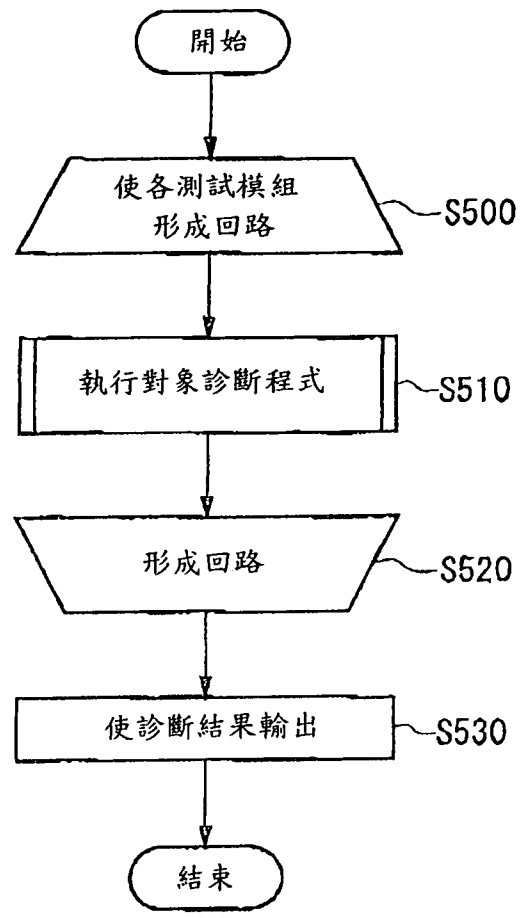 開始
使各測試模組
形成回路
S500
執行對象診斷程式
S510
形成回路
S520
使診斷結果輸出
S530
結束